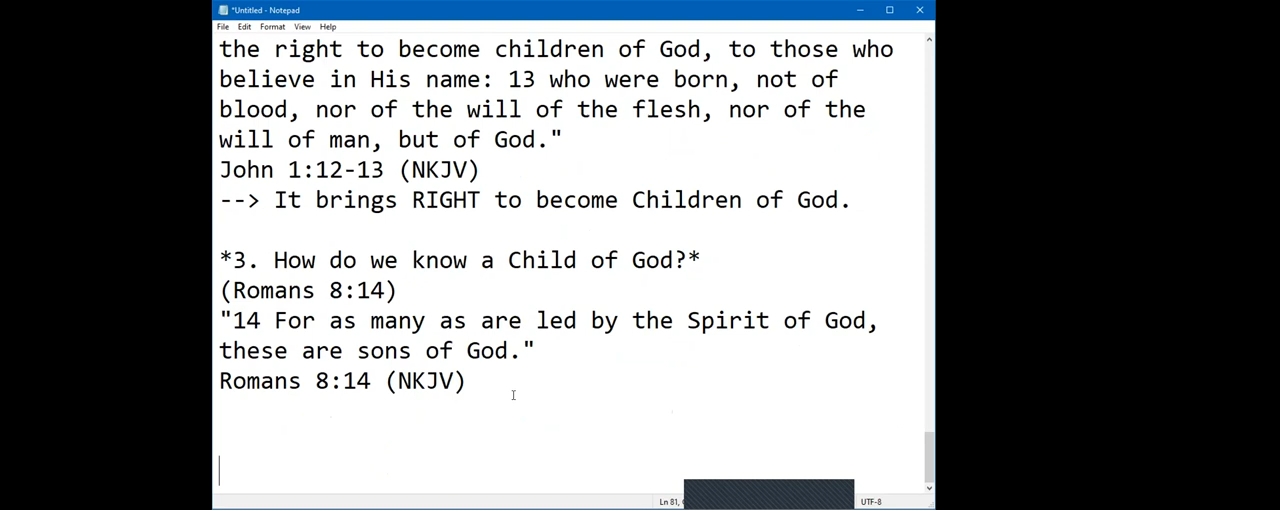 *Untitled - Notepad
File Edit Format View Help
the right to become children of God, to those who
believe in His name: 13 who were born, not of
blood, nor of the will of the flesh, nor of the
will of man, but of God."
John 1:12-13 (NKJV)
--> It brings RIGHT to become Children of God.
*3. How do we know a Child of God?*
(Romans 8:14)
"14 For as many as are led by the Spirit of God,
these are sons of God."
Romans 8:14 (NKJV)
Ln 81, UTF-8